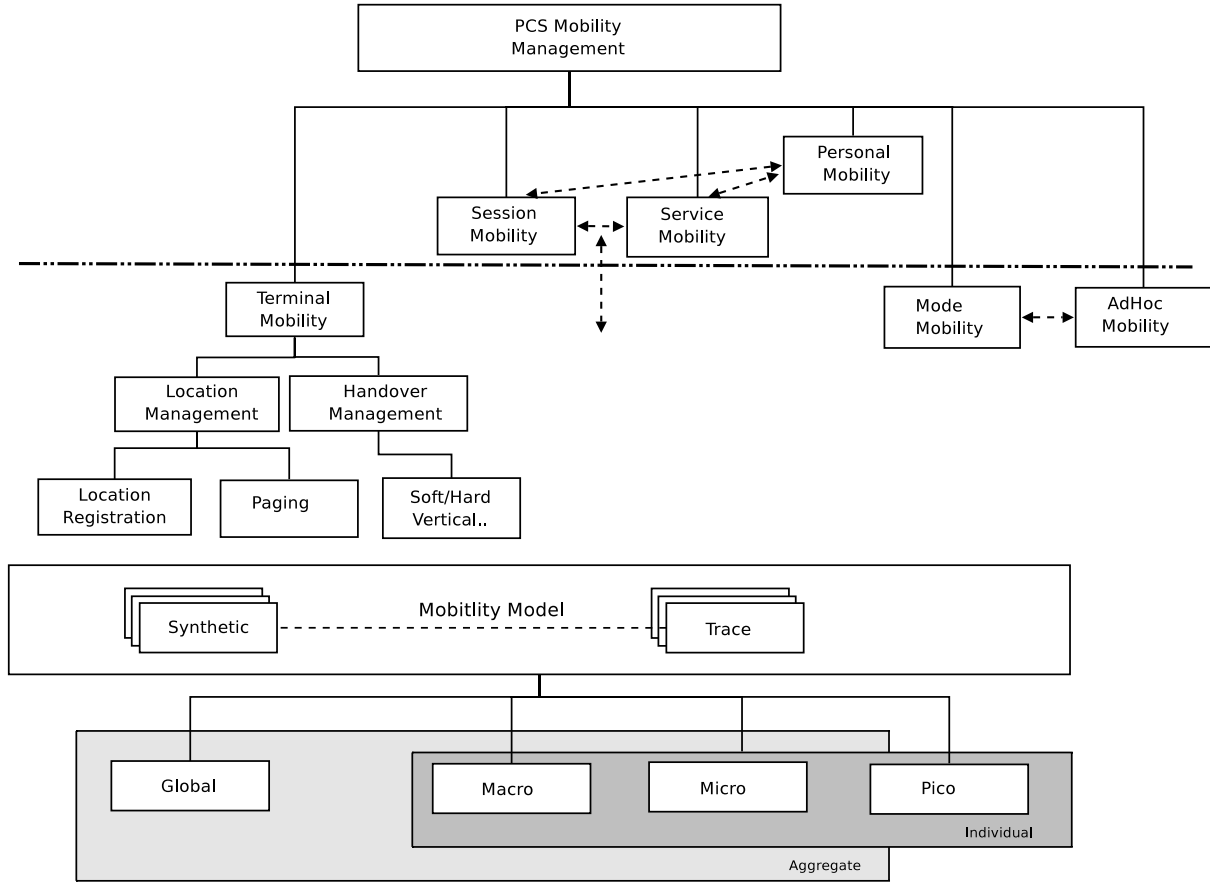 PCS Mobility
Management
Personal
Mobility
Session
Mobility
Service
Mobility
Terminal
Mobility
Mode
Mobility
AdHoc
Mobility
Location
Management
Handover
Management
Location
Registration
Paging
Soft/Hard
Vertical..
Mobitlity Model
Synthetic
Trace
Global
Macro
Micro
Pico
Individual
Aggregate